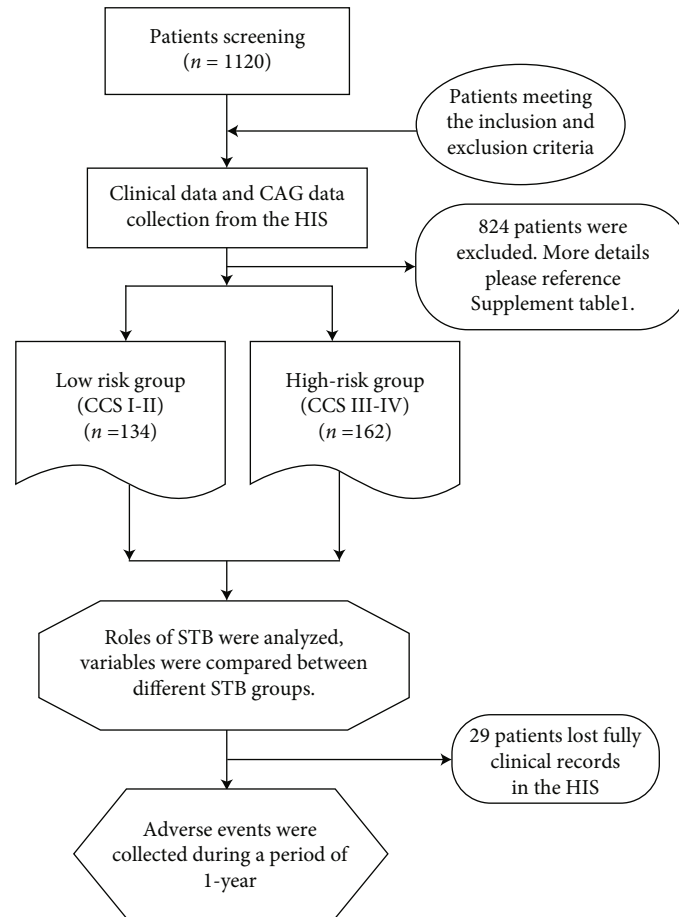 Patients screening
(n = 1120)
Patients meeting
the inclusion and
exclusion criteria
Clinical data and CAG data
collection from the HIS
824 patients were
excluded. More details
please reference
Supplement table1.
Low risk group
(CCS I-II)
(n =134)
High-risk group
(CCS III-IV)
(n =162)
Roles of STB were analyzed,
variables were compared between
different STB groups.
29 patients lost fully
clinical records
in the HIS
Adverse events were
collected during a period of
1-year